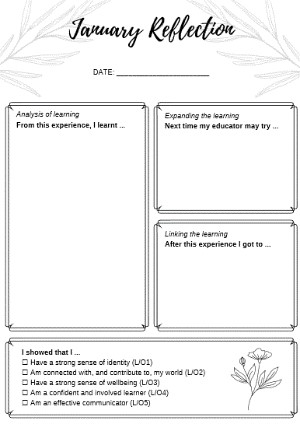 January Reflection
DATE: ______________________
Analysis of learning
From this experience, I learnt ...
Expanding the learning
Next time my educator may try ...
Linking the learning
After this experience I got to ...
I showed that I ...
☐ Have a strong sense of identity (L/O1)
☐ Am connected with, and contribute to, my world (L/O2)
☐ Have a strong sense of wellbeing (L/O3)
☐ Am a confident and involved learner (L/O4)
☐ Am an effective communicator (L/O5)